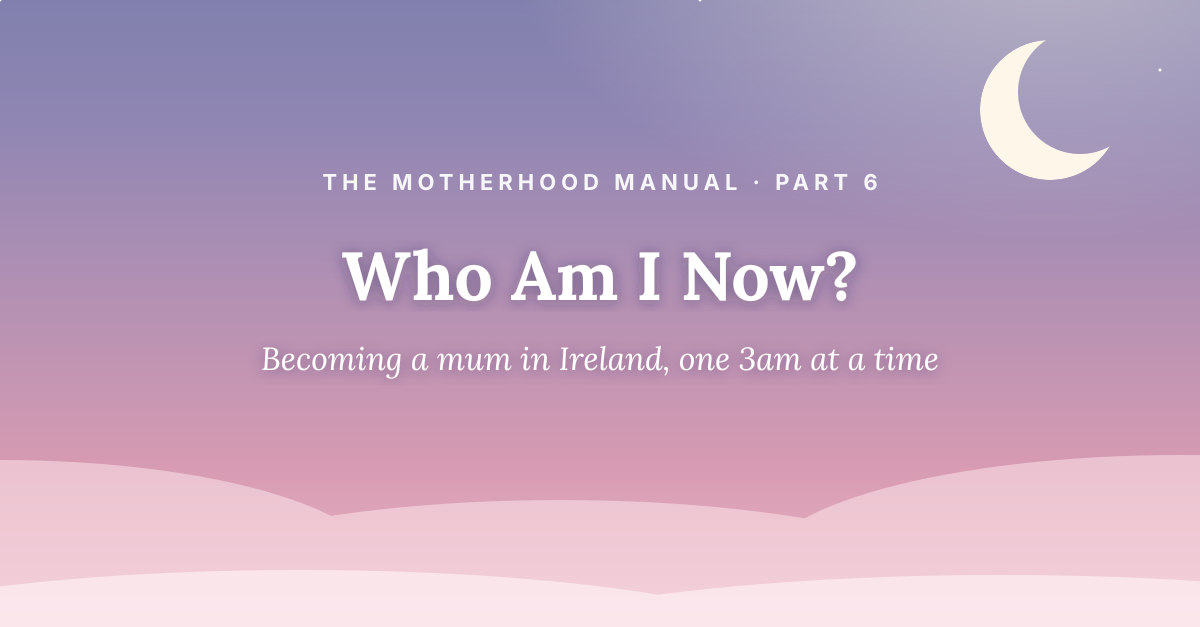 THE MOTHERHOOD MANUAL · PART 6
Who Am I Now?
Becoming a mum in Ireland, one 3am at a time